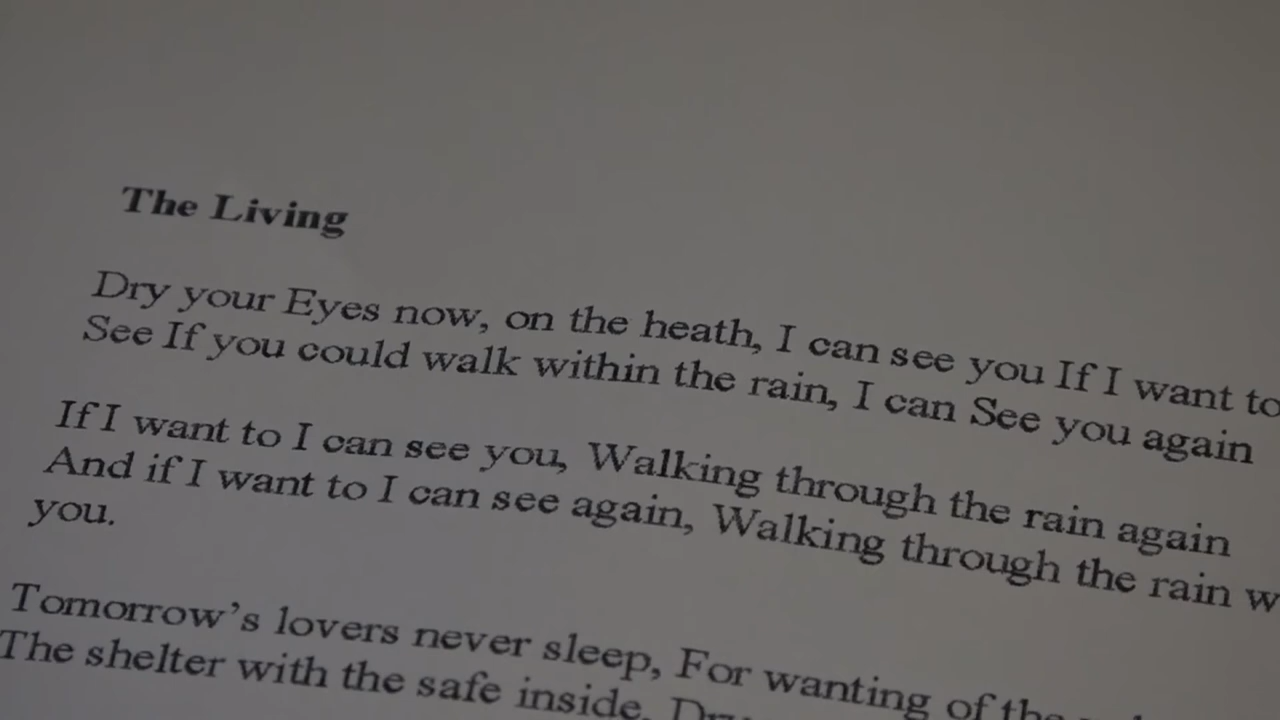 The Living
Dry your Eyes now, on the heath, I can see you If I want to
See If you could walk within the rain, I can See you again
If I want to I can see you, Walking through the rain again
And if I want to I can see again, Walking through the rain
you.
Tomorrow's lovers never sleep, For wanting of
The shelter with the safe inside,